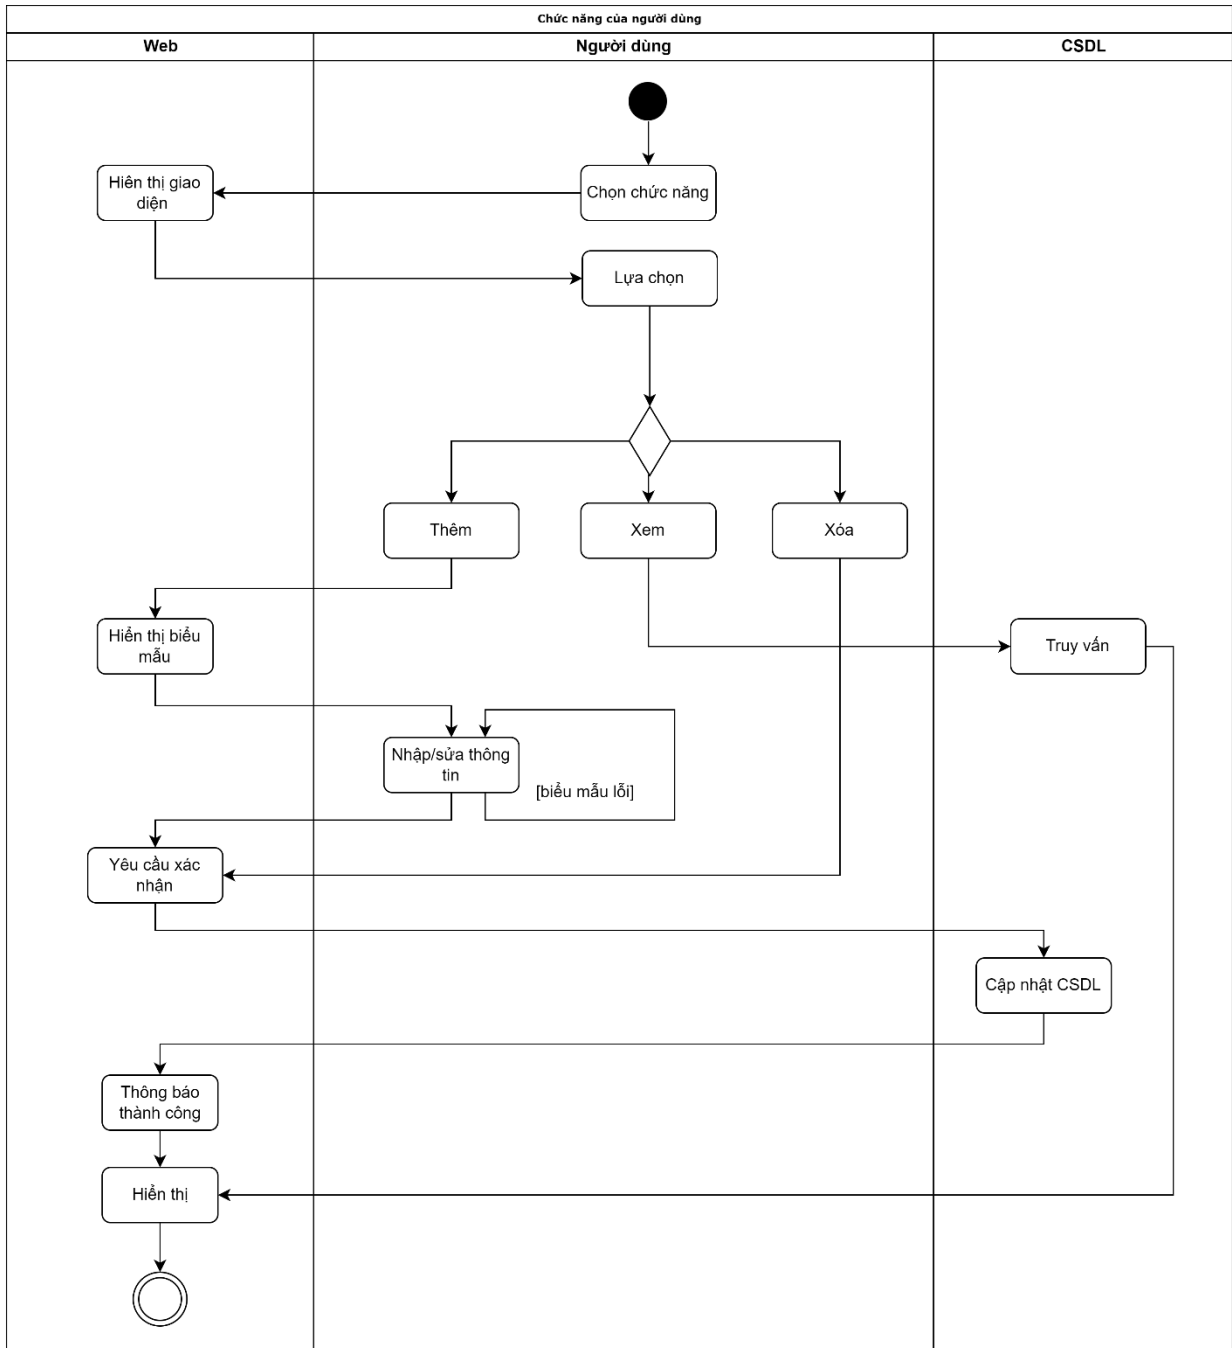 Chức năng của người dùng
Web
Người dùng
CSDL
Hiên thị giao
diện
Chọn chức năng
Lựa chọn
Thêm
Xem
Xóa
Hiển thị biểu
mẫu
Truy vấn
Nhập/sửa thông
tin
[biểu mẫu lỗi]
Yêu cầu xác
nhận
Cập nhật CSDL
Thông báo
thành công
Hiển thị